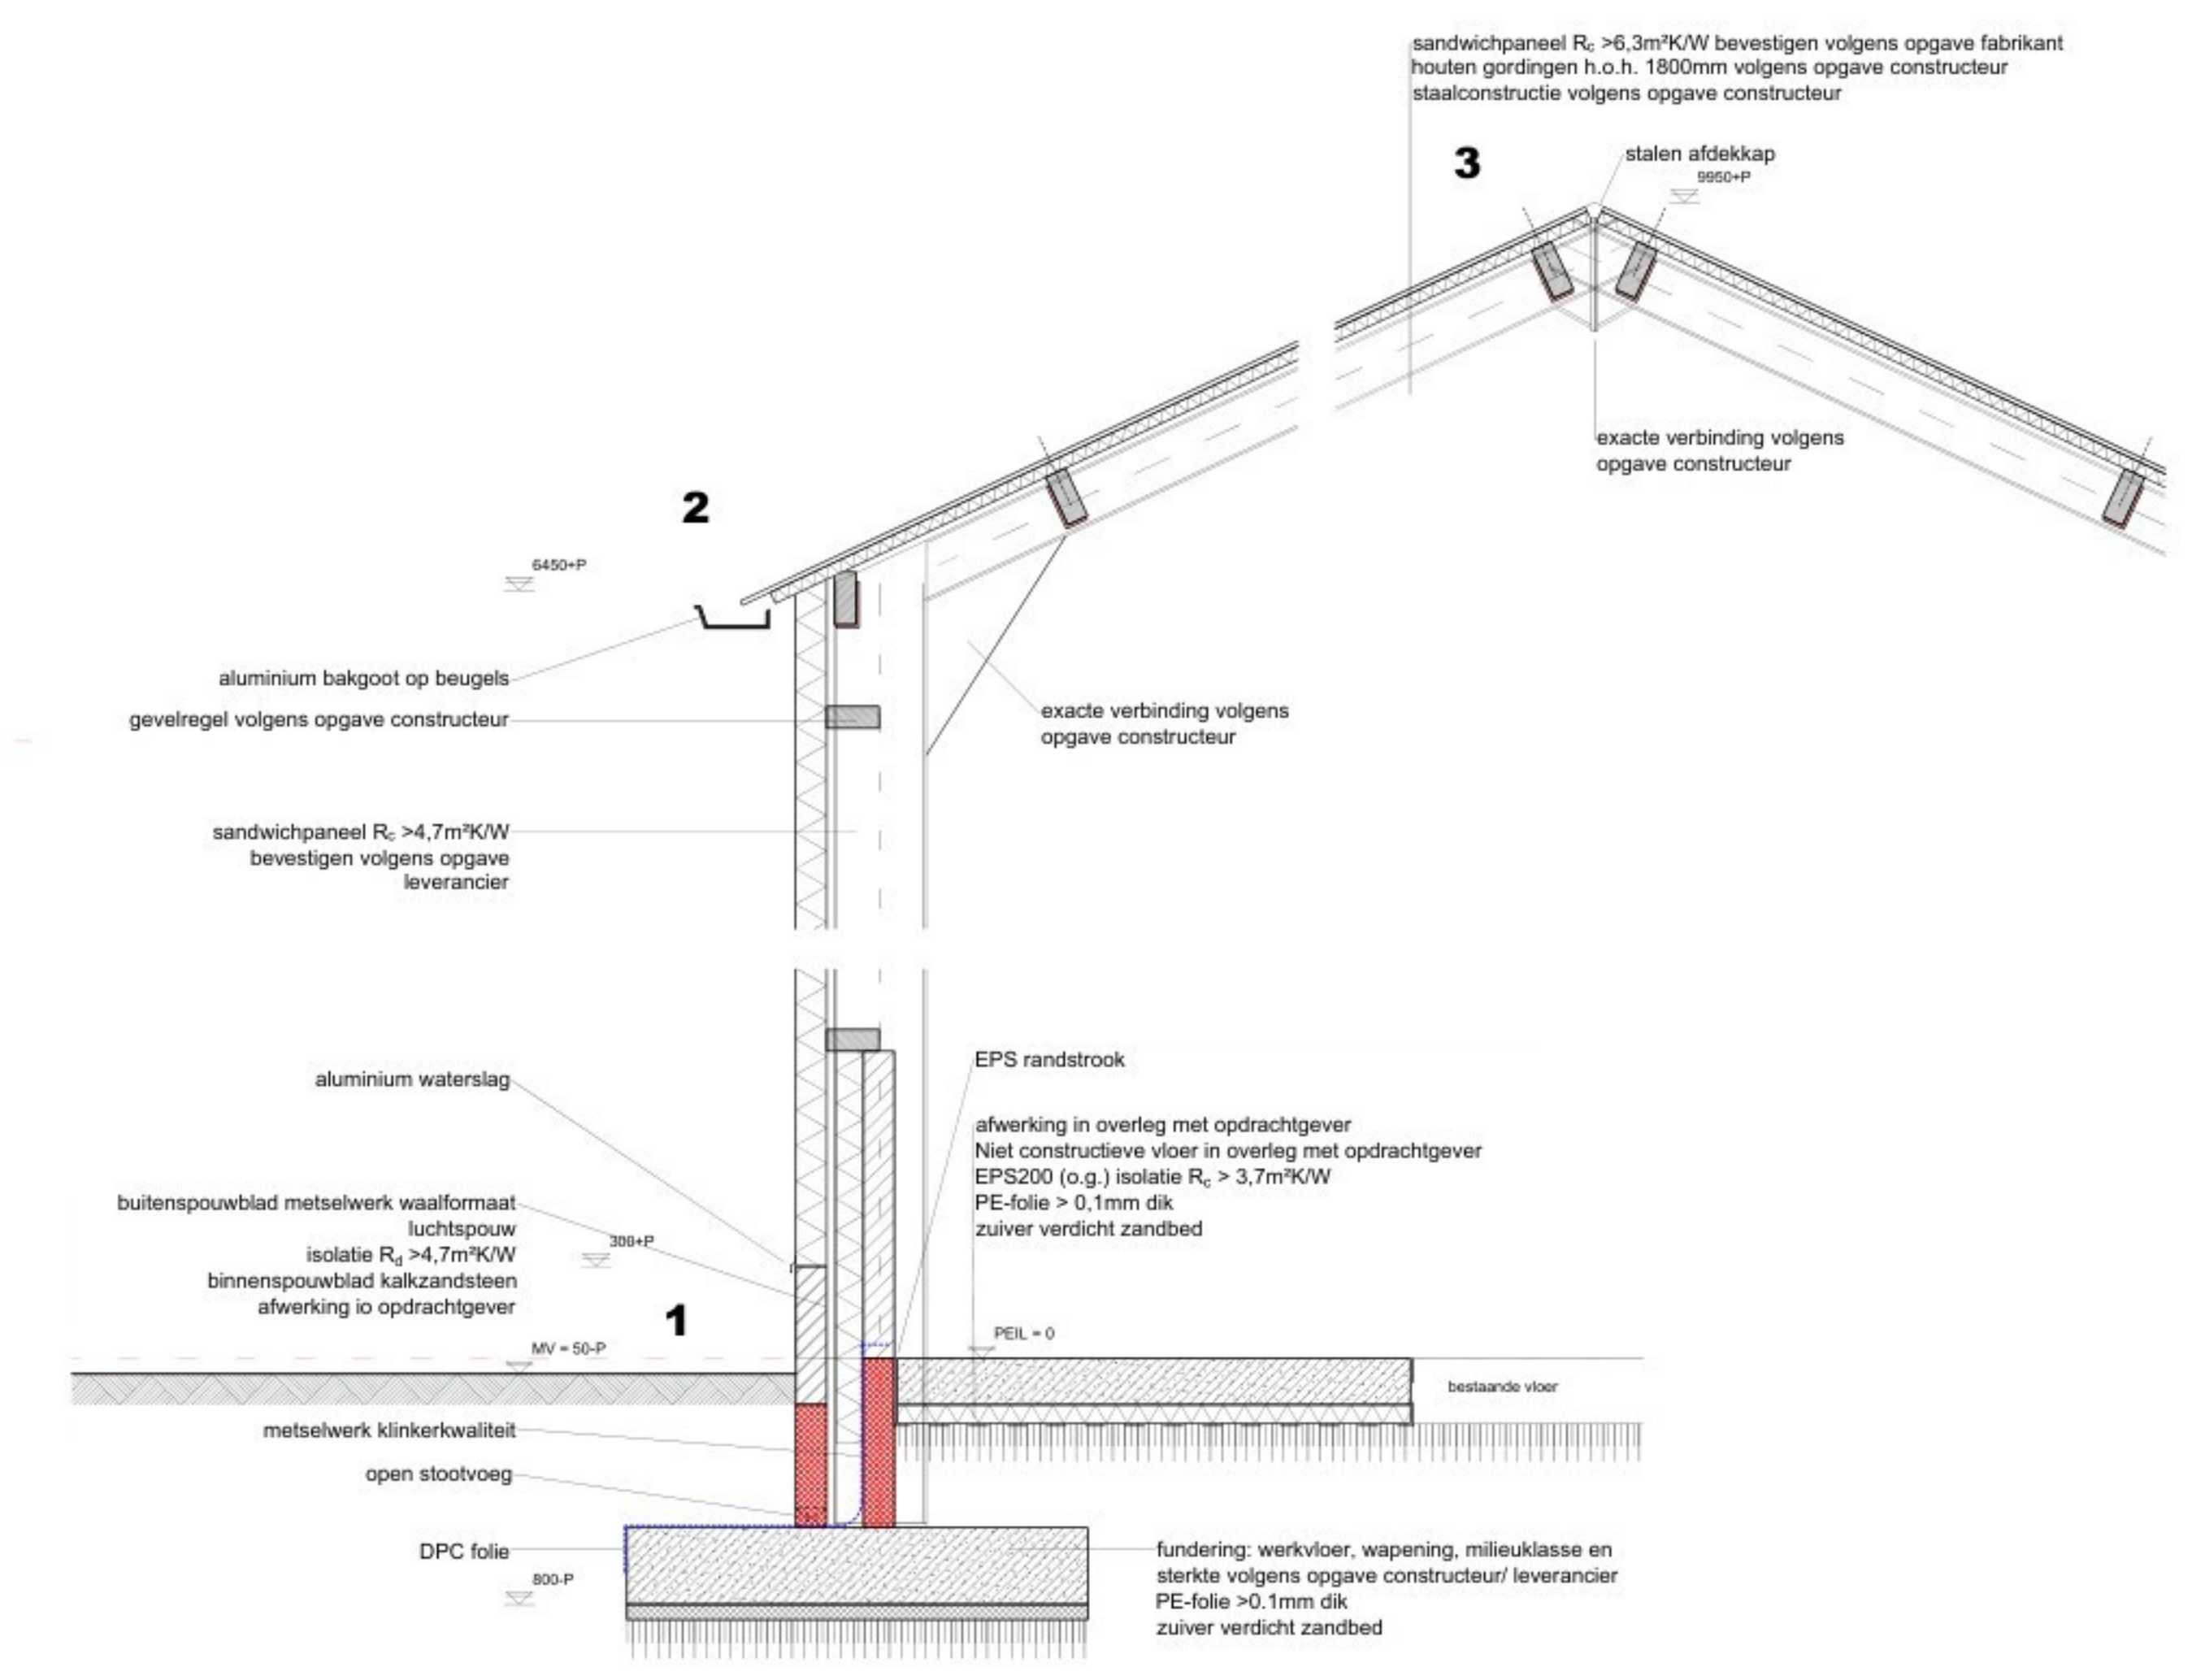 sandwichpaneel Rc >6,3m²K/W bevestigen volgens opgave fabrikant
houten gordingen h.o.h. 1800mm volgens opgave constructeur
staalconstructie volgens opgave constructeur
3
stalen afdekkap
9950+P
exacte verbinding volgens
opgave constructeur
2
6450+P
aluminium bakgoot op beugels
gevelregel volgens opgave constructeur
exacte verbinding volgens
opgave constructeur
sandwichpaneel Rc >4,7m²K/W
bevestigen volgens opgave
leverancier
EPS randstrook
aluminium waterslag
afwerking in overleg met opdrachtgever
Niet constructieve vloer in overleg met opdrachtgever
EPS200 (o.g.) isolatie Rc > 3,7m²K/W
PE-folie > 0,1mm dik
zuiver verdicht zandbed
buitenspouwblad metselwerk waalformaat
luchtspouw
isolatie Rd >4,7m²K/W
binnenspouwblad kalkzandsteen
afwerking io opdrachtgever
300+P
1
MV = 50-P
PEIL = 0
bestaande vloer
metselwerk klinkerkwaliteit
open stootvoeg
DPC folie
800-P
fundering: werkvloer, wapening, milieuklasse en
sterkte volgens opgave constructeur/ leverancier
PE-folie >0.1mm dik
zuiver verdicht zandbed